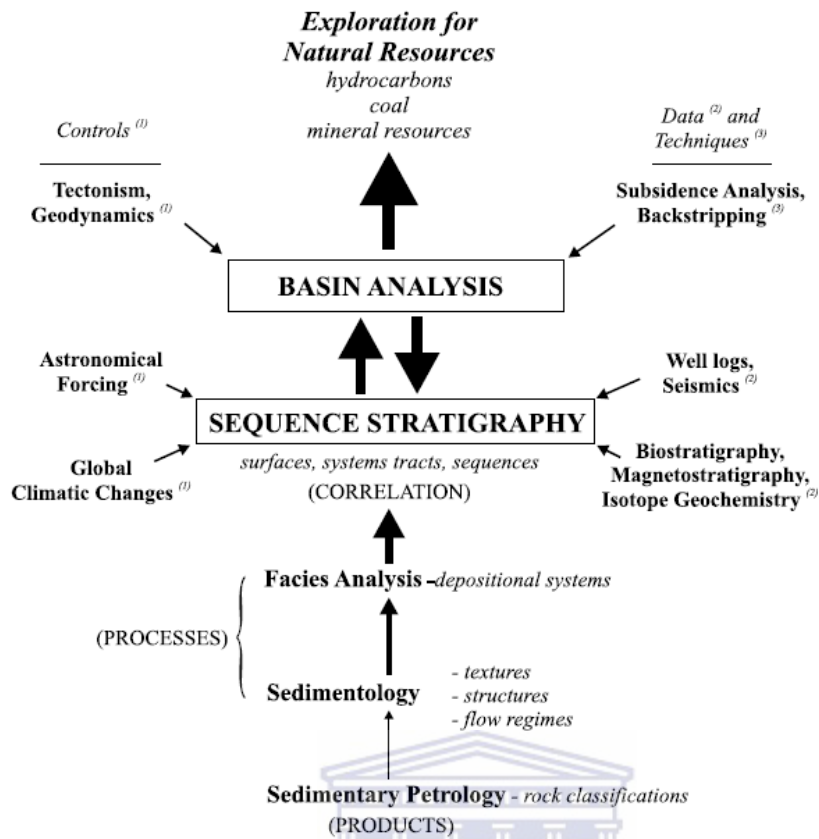 Exploration for
Natural Resources
hydrocarbons
coal
mineral resources
Controls (1)
Data (2) and
Techniques (3)
Tectonism,
Geodynamics (1)
Subsidence Analysis,
Backstripping (3)
BASIN ANALYSIS
Astronomical
Forcing (1)
Well logs,
Seismics (2)
SEQUENCE STRATIGRAPHY
Global
Climatic Changes (1)
surfaces, systems tracts, sequences
(CORRELATION)
Biostratigraphy,
Magnetostratigraphy,
Isotope Geochemistry (2)
Facies Analysis -depositional systems
(PROCESSES)
Sedimentology
- textures
- structures
- flow regimes
Sedimentary Petrology - rock classifications
(PRODUCTS)